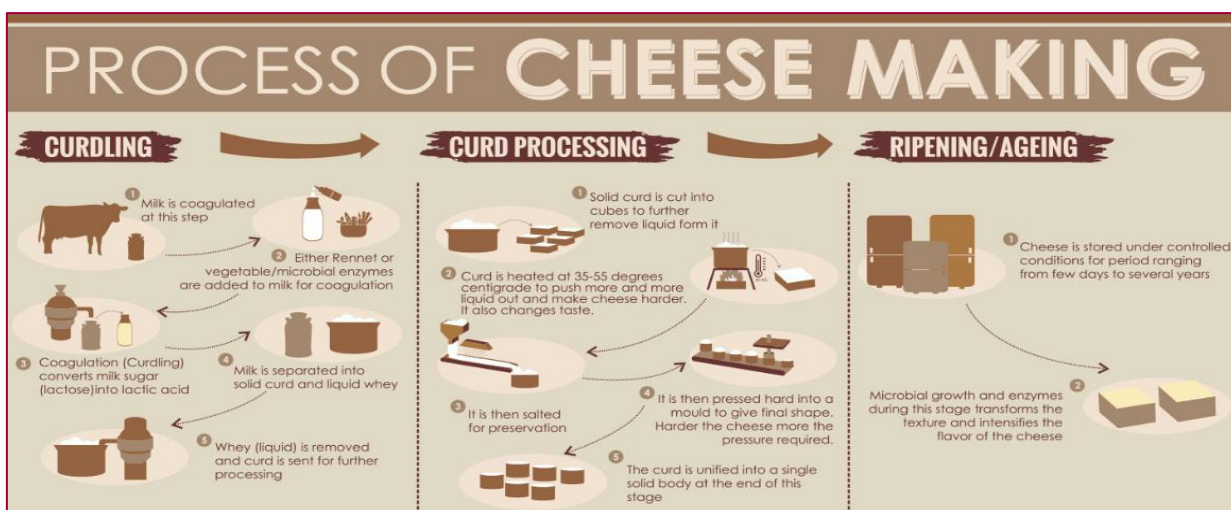 PROCESS OF CHEESE MAKING
CURDLING
1 Milk is coagulated
at this step
2 Either Rennet or
vegetable/microbial enzymes
are added to milk for coagulation
3 Coagulation (Curdling)
converts milk sugar
(lactose)into lactic acid
4 Milk is separated into
solid curd and liquid whey
5 Whey (liquid) is removed
and curd is sent for further
processing
CURD PROCESSING
1 Solid curd is cut into
cubes to further
remove liquid form it
2 Curd is heated at 35-55 degrees
centigrade to push more and more
liquid out and make cheese harder.
It also changes taste.
3 It is then salted
for preservation
4 It is then pressed hard into a
mould to give final shape.
Harder the cheese more the
pressure required.
5 The curd is unified into a single
solid body at the end of this
stage
RIPENING/AGEING
1 Cheese is stored under controlled
conditions for period ranging
from few days to several years
2 Microbial growth and enzymes
during this stage transforms the
texture and intensifies the
flavor of the cheese